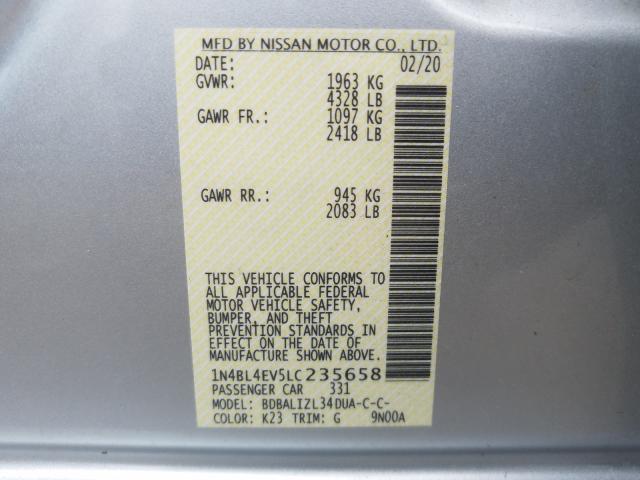 MFD BY NISSAN MOTOR CO., LTD.
DATE: 02/20
GVWR: 1963 KG
4328 LB
GAWR FR.: 1097 KG
2418 LB
GAWR RR.: 945 KG
2083 LB
THIS VEHICLE CONFORMS TO
ALL APPLICABLE FEDERAL
MOTOR VEHICLE SAFETY,
BUMPER, AND THEFT
PREVENTION STANDARDS IN
EFFECT ON THE DATE OF
MANUFACTURE SHOWN ABOVE.
1N4BL4EV5LC235658
PASSENGER CAR 331
MODEL: BDBALIZL34DUA-C-C-
COLOR: K23 TRIM: G 9N00A